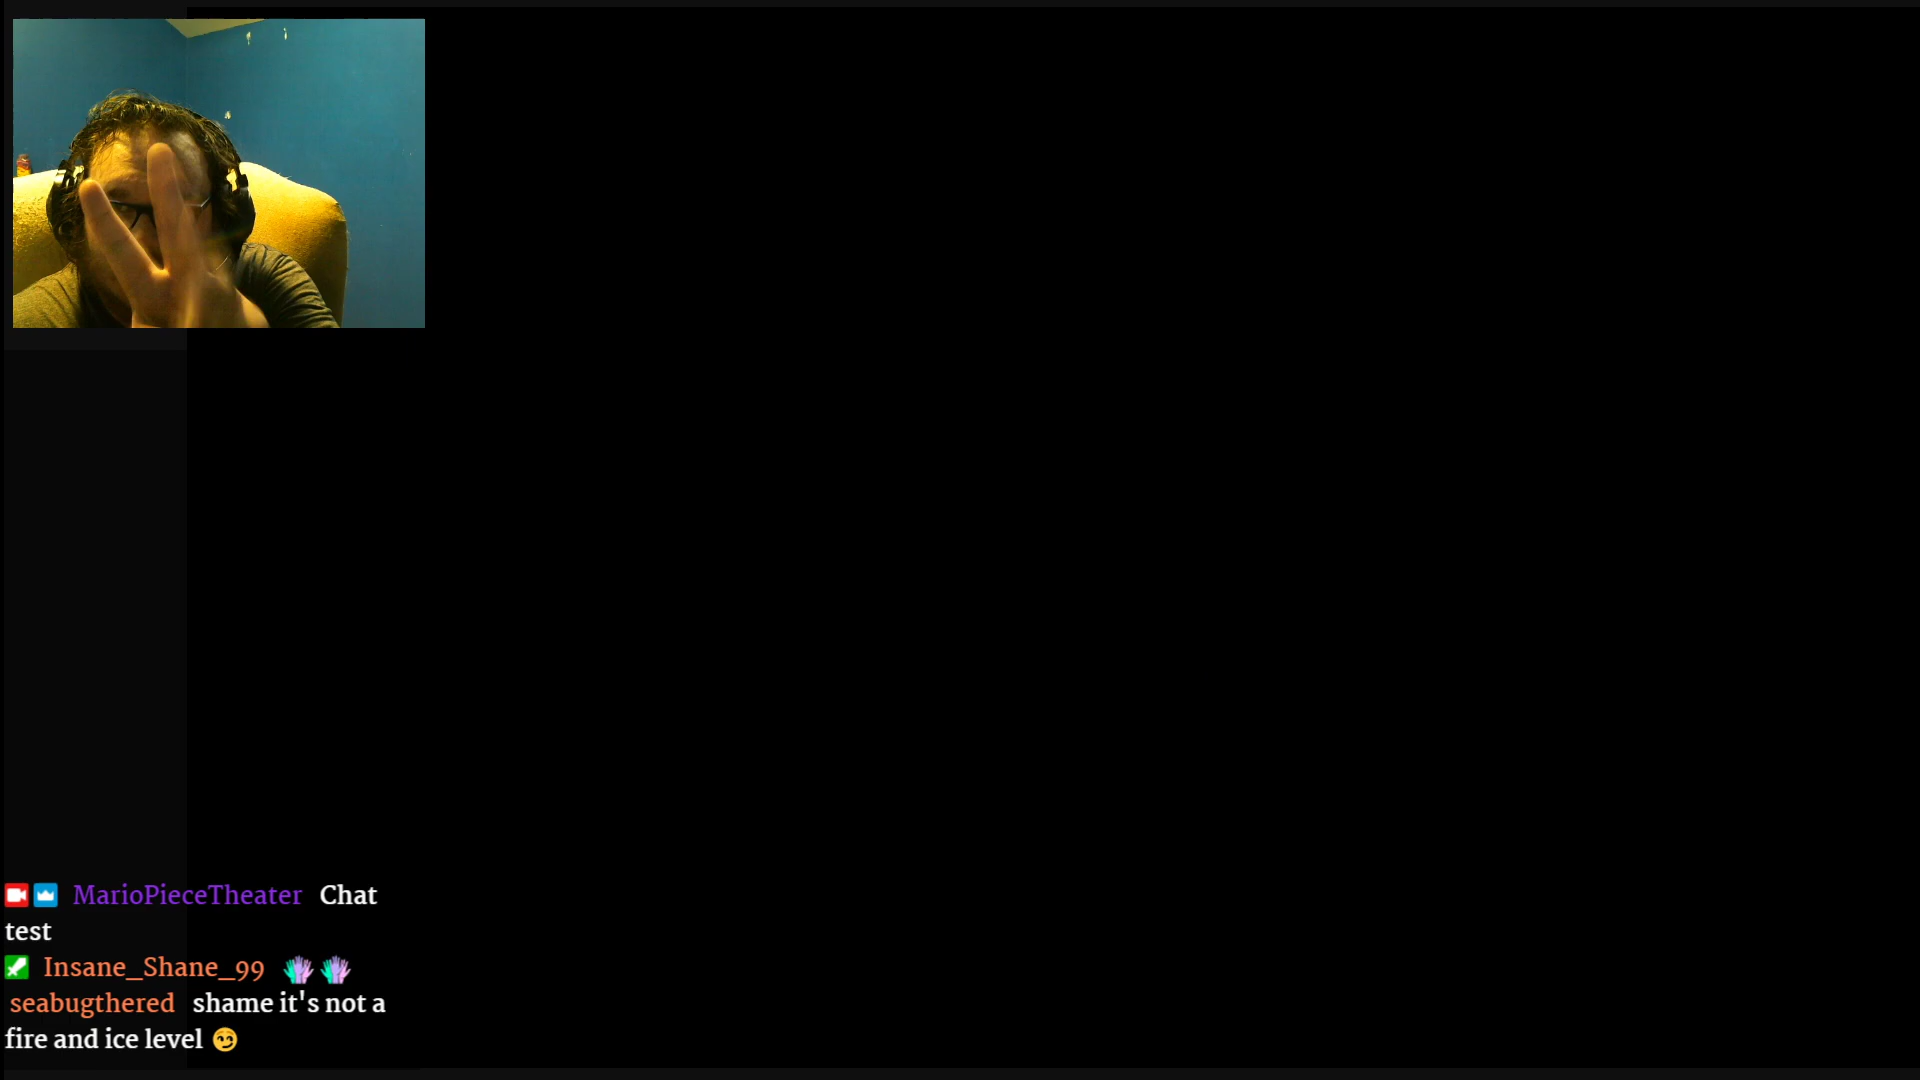 MarioPieceTheater Chat
test
Insane_Shane_99
seabugthered shame it's not a
fire and ice level